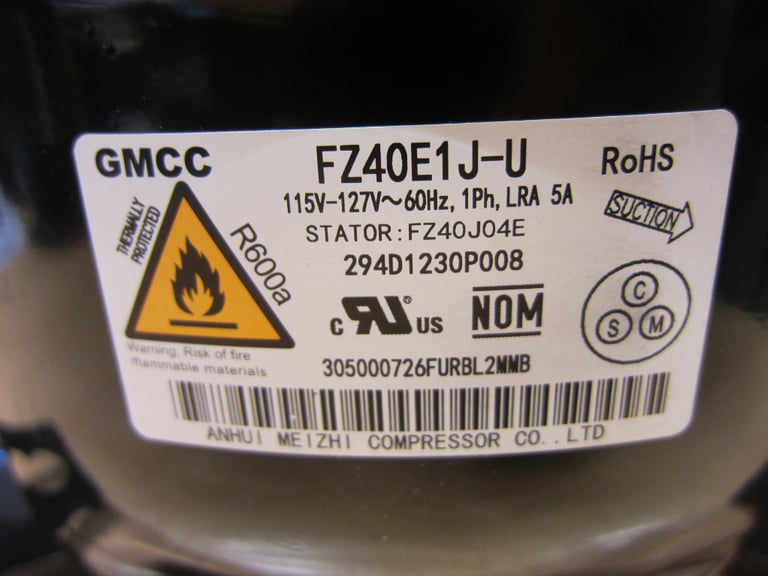 GMCC
FZ40E1J-U
RoHS
115V-127V~60Hz, 1Ph, LRA 5A
SUCTION
THERMALLY
PROTECTED
STATOR:FZ40J04E
R600a
294D1230P008
C
S
M
c RU® US
NOM
Warning, Risk of fire
/flammable materials
305000726FURBL2MMB
ANHUI MEIZHI COMPRESSOR CO.,LTD